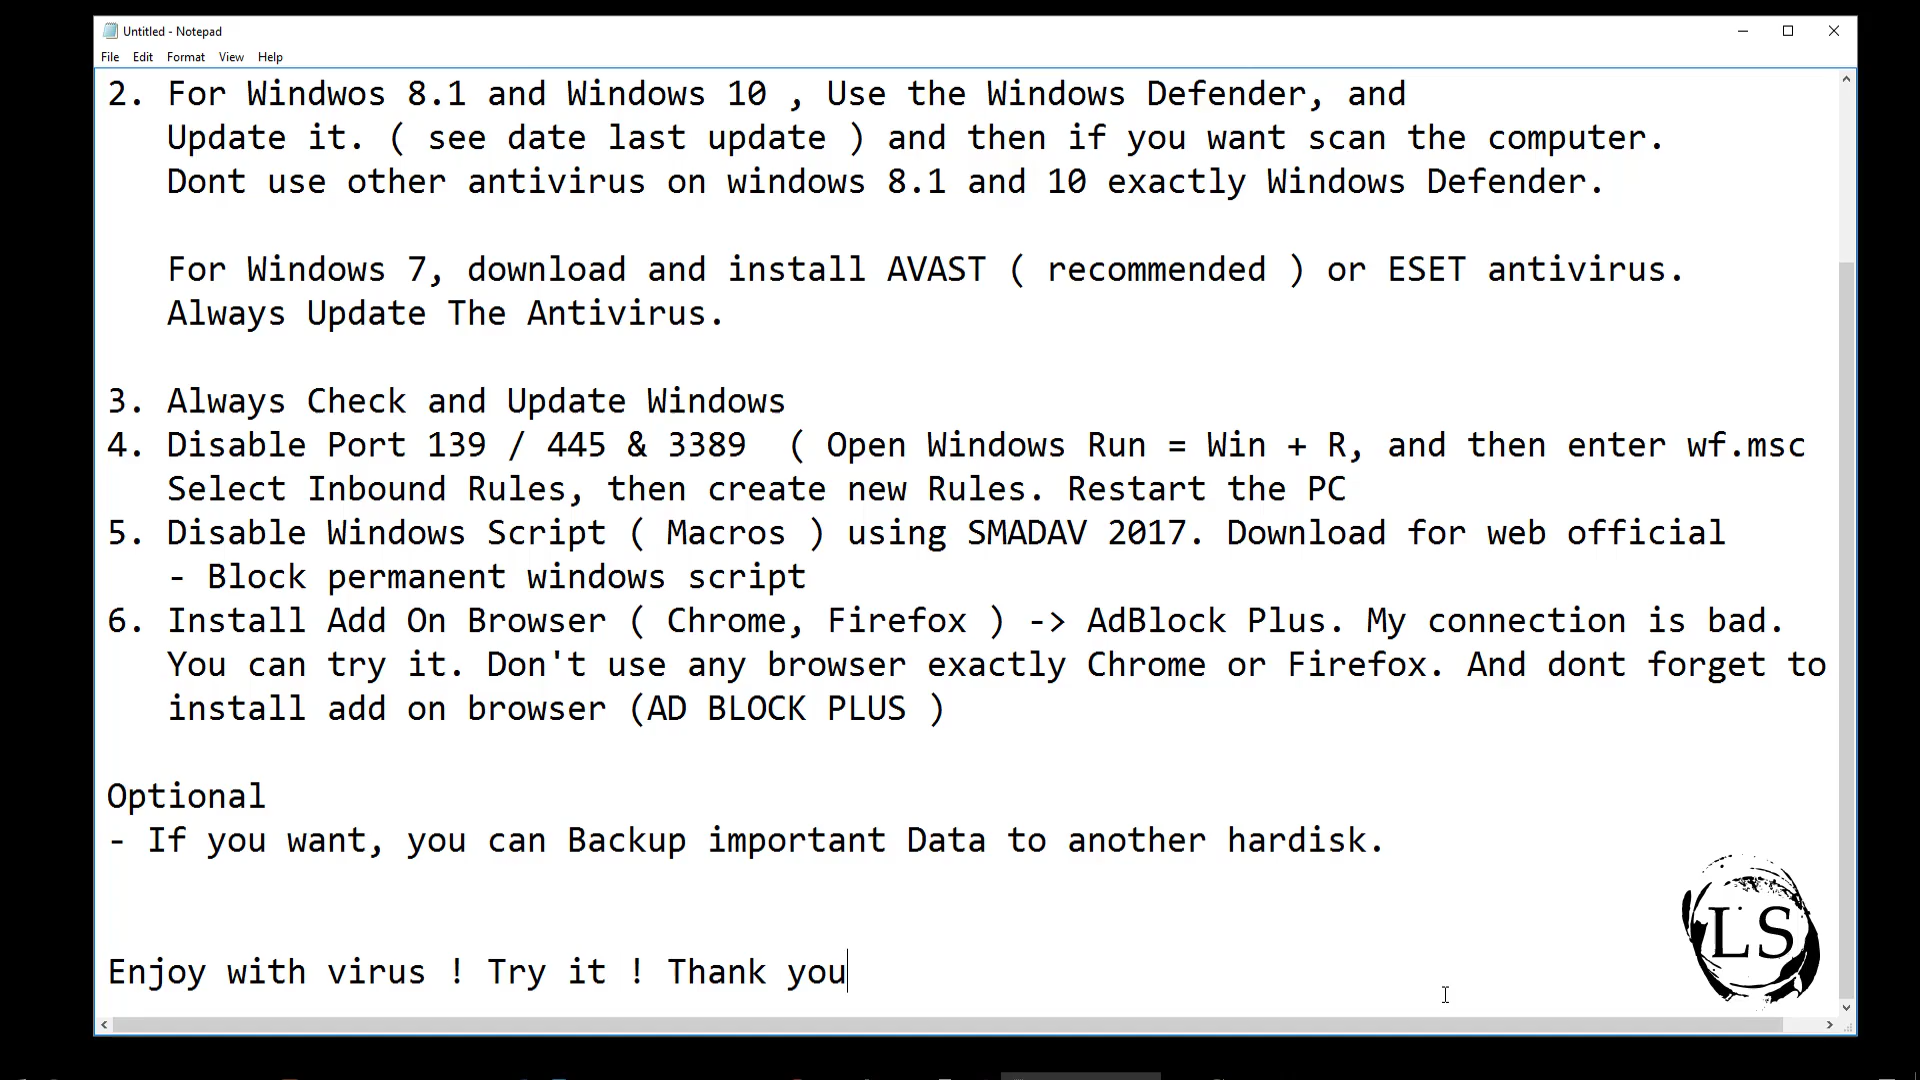 Untitled - Notepad
File Edit Format View Help
2. For Windwos 8.1 and Windows 10 , Use the Windows Defender, and
Update it. ( see date last update ) and then if you want scan the computer.
Dont use other antivirus on windows 8.1 and 10 exactly Windows Defender.
For Windows 7, download and install AVAST ( recommended ) or ESET antivirus.
Always Update The Antivirus.
3. Always Check and Update Windows
4. Disable Port 139 / 445 & 3389  ( Open Windows Run = Win + R, and then enter wf.msc
Select Inbound Rules, then create new Rules. Restart the PC
5. Disable Windows Script ( Macros ) using SMADAV 2017. Download for web official
- Block permanent windows script
6. Install Add On Browser ( Chrome, Firefox ) -> AdBlock Plus. My connection is bad.
You can try it. Don't use any browser exactly Chrome or Firefox. And dont forget to
install add on browser (AD BLOCK PLUS )
Optional
- If you want, you can Backup important Data to another hardisk.
LS
Enjoy with virus ! Try it ! Thank you